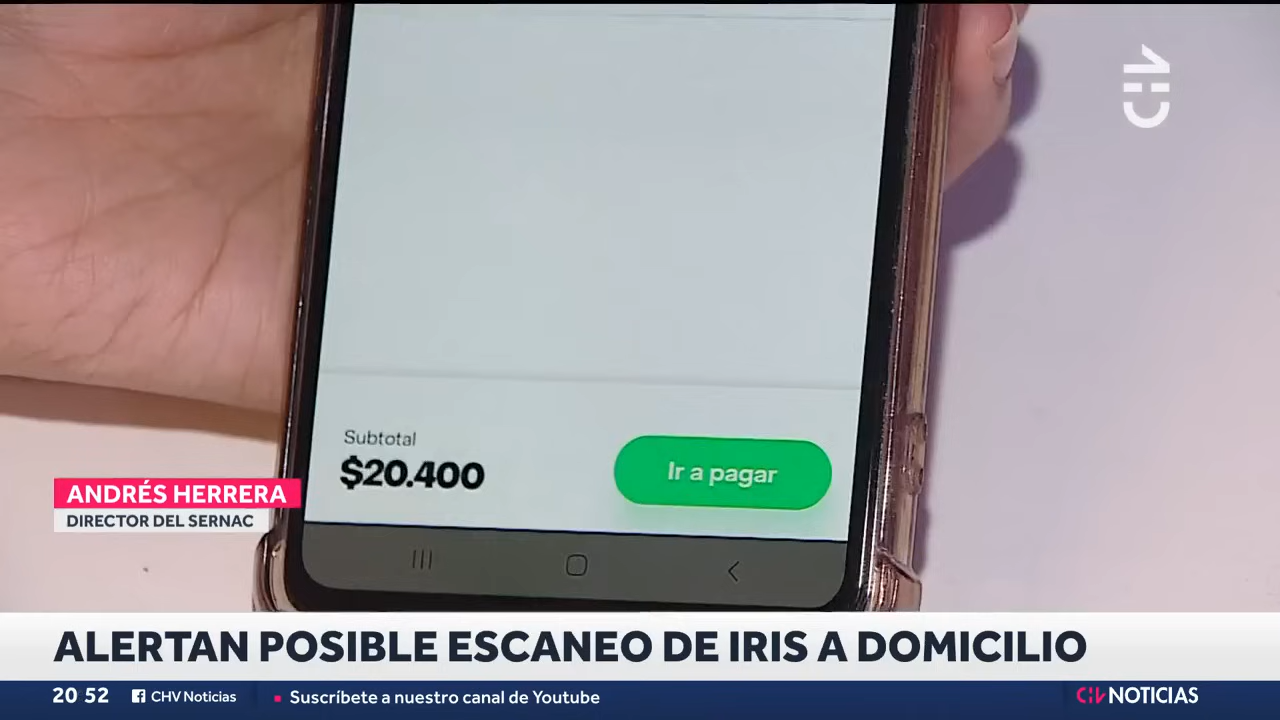 CHV
Subtotal
$20.400
Ir a pagar
ANDRÉS HERRERA
DIRECTOR DEL SERNAC
ALERTAN POSIBLE ESCANEO DE IRIS A DOMICILIO
20 52 CHV Noticias Suscríbete a nuestro canal de Youtube CHV NOTICIAS